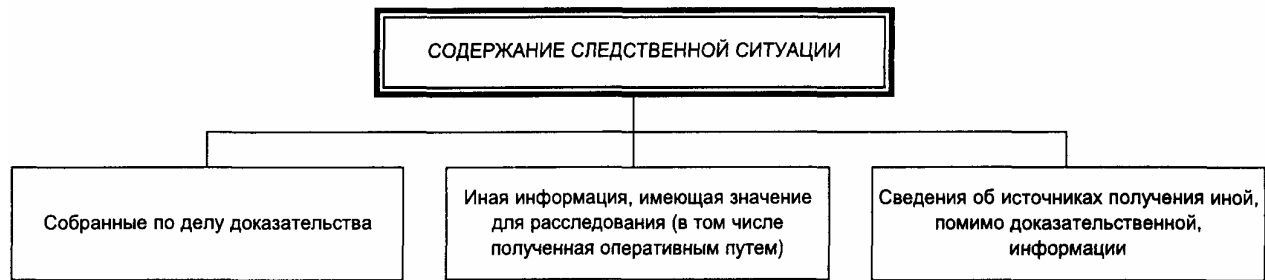 СОДЕРЖАНИЕ СЛЕДСТВЕННОЙ СИТУАЦИИ
Собранные по делу доказательства
Иная информация, имеющая значение
для расследования (в том числе
полученная оперативным путем)
Сведения об источниках получения иной,
помимо доказательственной,
информации